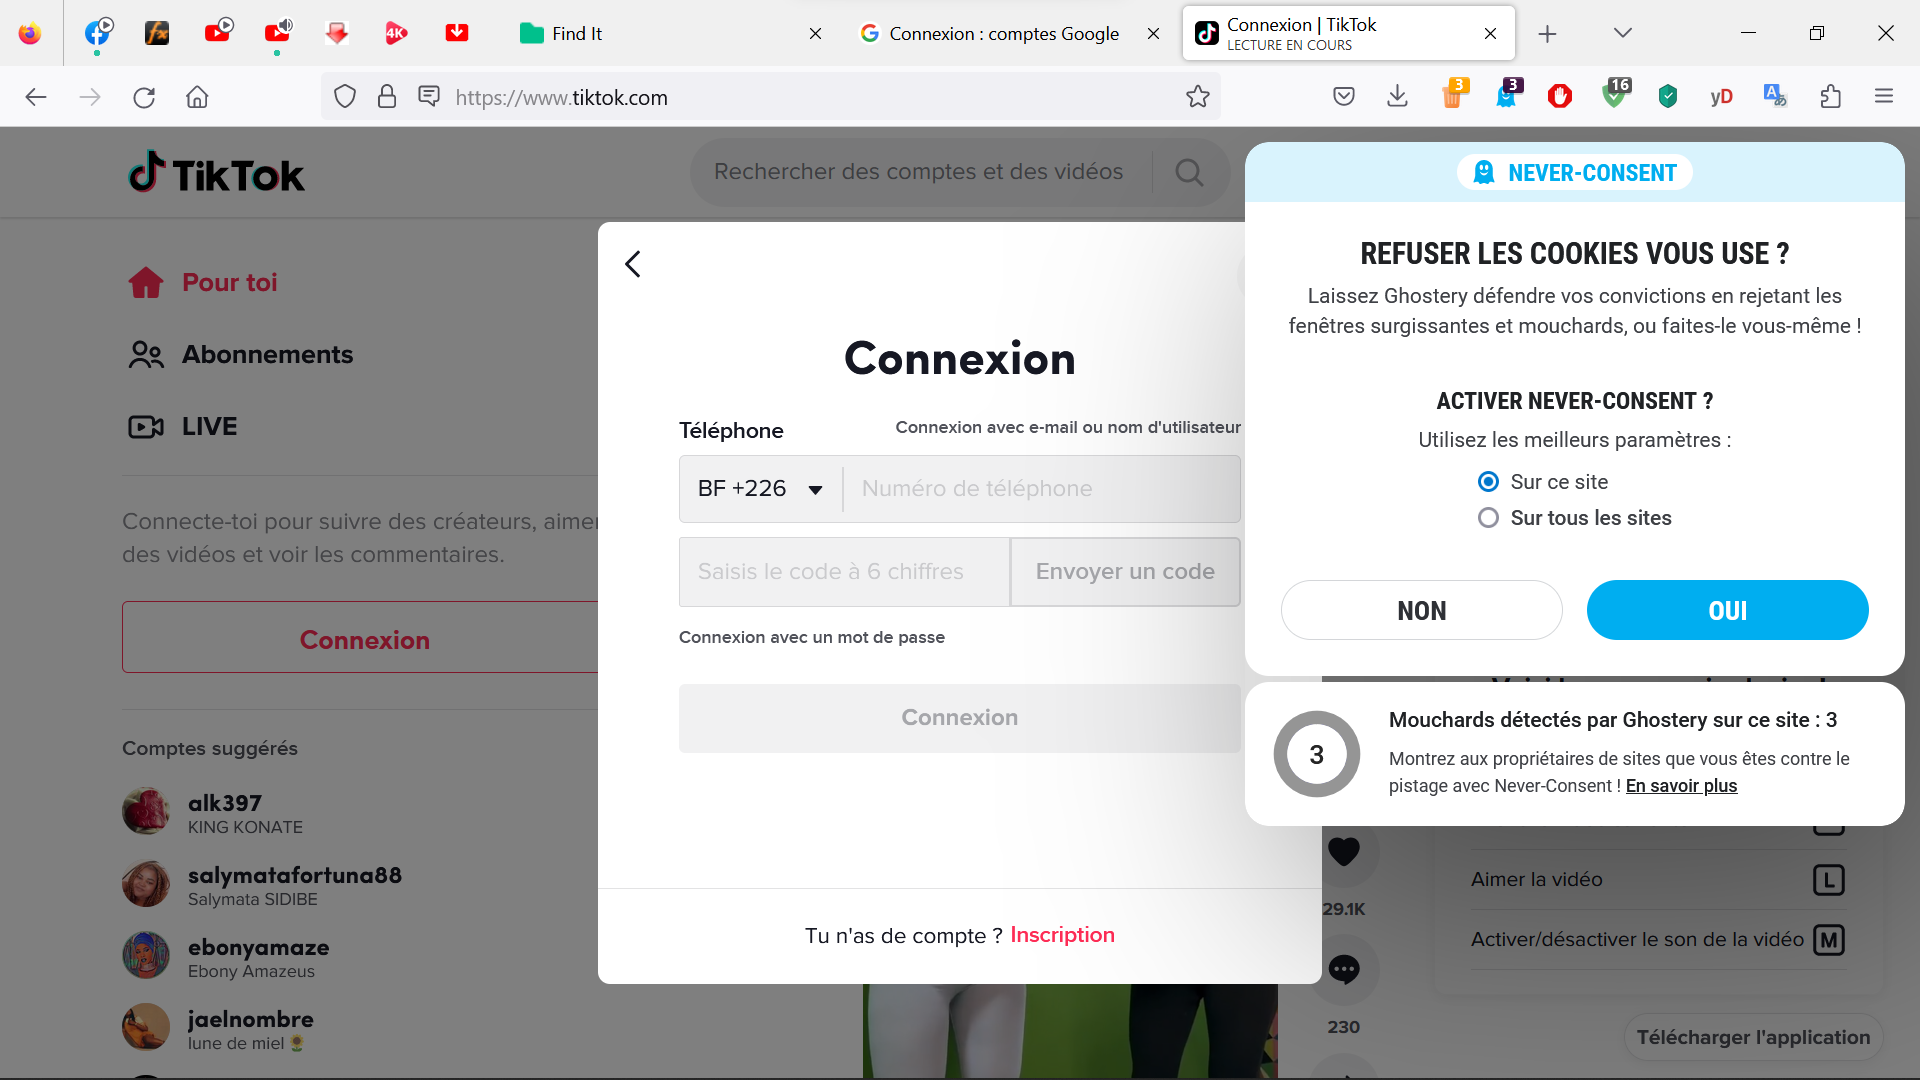 Find It
Connexion : comptes Google
Connexion | TikTok
LECTURE EN COURS
4K
https://www.tiktok.com
3
3
16
yD
TikTok
Rechercher des comptes et des vidéos
Pour toi
Abonnements
LIVE
Connecte-toi pour suivre des créateurs, aimer
des vidéos et voir les commentaires.
Connexion
Comptes suggérés
alk397
KING KONATE
salymatafortuna88
Salymata SIDIBE
ebonyamaze
Ebony Amazeus
jaelnombre
lune de miel🌻
Connexion
Téléphone
Connexion avec e-mail ou nom d'utilisateur
BF +226
Numéro de téléphone
Saisis le code à 6 chiffres
Envoyer un code
Connexion avec un mot de passe
Connexion
Tu n'as de compte ? Inscription
NEVER-CONSENT
REFUSER LES COOKIES VOUS USE ?
Laissez Ghostery défendre vos convictions en rejetant les
fenêtres surgissantes et mouchards, ou faites-le vous-même !
ACTIVER NEVER-CONSENT ?
Utilisez les meilleurs paramètres :
Sur ce site
Sur tous les sites
NON
OUI
3
Mouchards détectés par Ghostery sur ce site : 3
Montrez aux propriétaires de sites que vous êtes contre le
pistage avec Never-Consent ! En savoir plus
29.1K
230
Aimer la vidéo
L
Activer/désactiver le son de la vidéo
M
Télécharger l'application